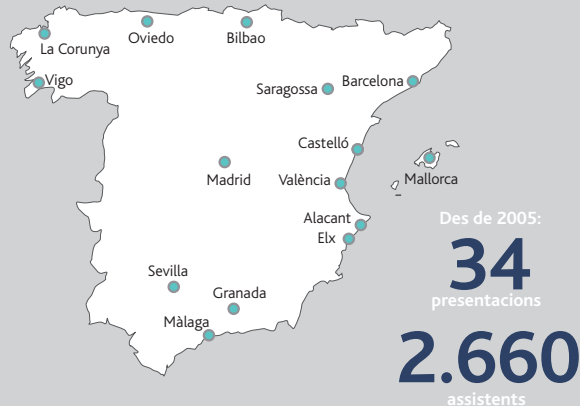 Oviedo
Bilbao
La Corunya
Vigo
Saragossa
Barcelona
Castelló
Madrid
València
Mallorca
Alacant
Elx
Sevilla
Granada
Màlaga
Des de 2005:
34
presentacions
2.660
assistents